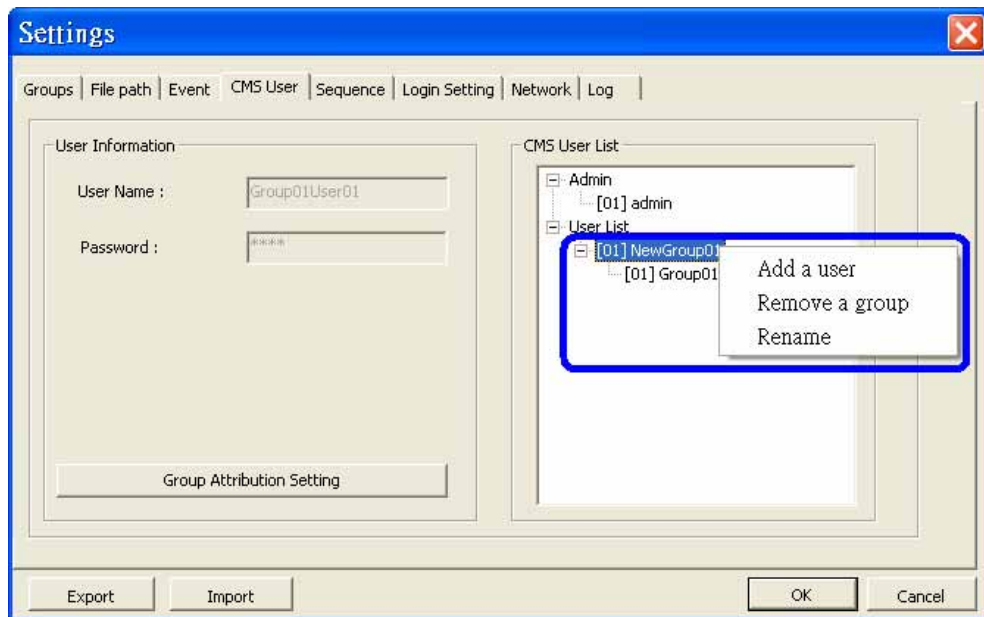 Settings
Groups File path Event CMS User Sequence Login Setting Network Log
User Information
User Name :
Group01User01
Password :
****
Group Attribution Setting
CMS User List
Admin
[01] admin
User List
[01] NewGroup01
[01] Group01
Add a user
Remove a group
Rename
Export
Import
OK
Cancel